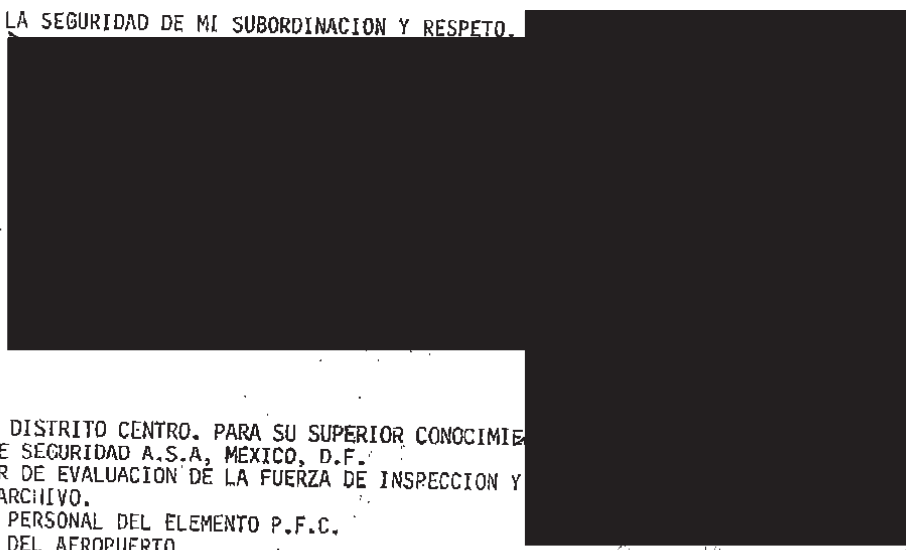 LA SEGURIDAD DE MI SUBORDINACION Y RESPETO.
DISTRITO CENTRO. PARA SU SUPERIOR CONOCIMIE
E SEGURIDAD A.S.A, MEXICO, D.F.
R DE EVALUACION DE LA FUERZA DE INSPECCION Y
ARCHIVO.
PERSONAL DEL ELEMENTO P.F.C.
DEL AEROPUERTO